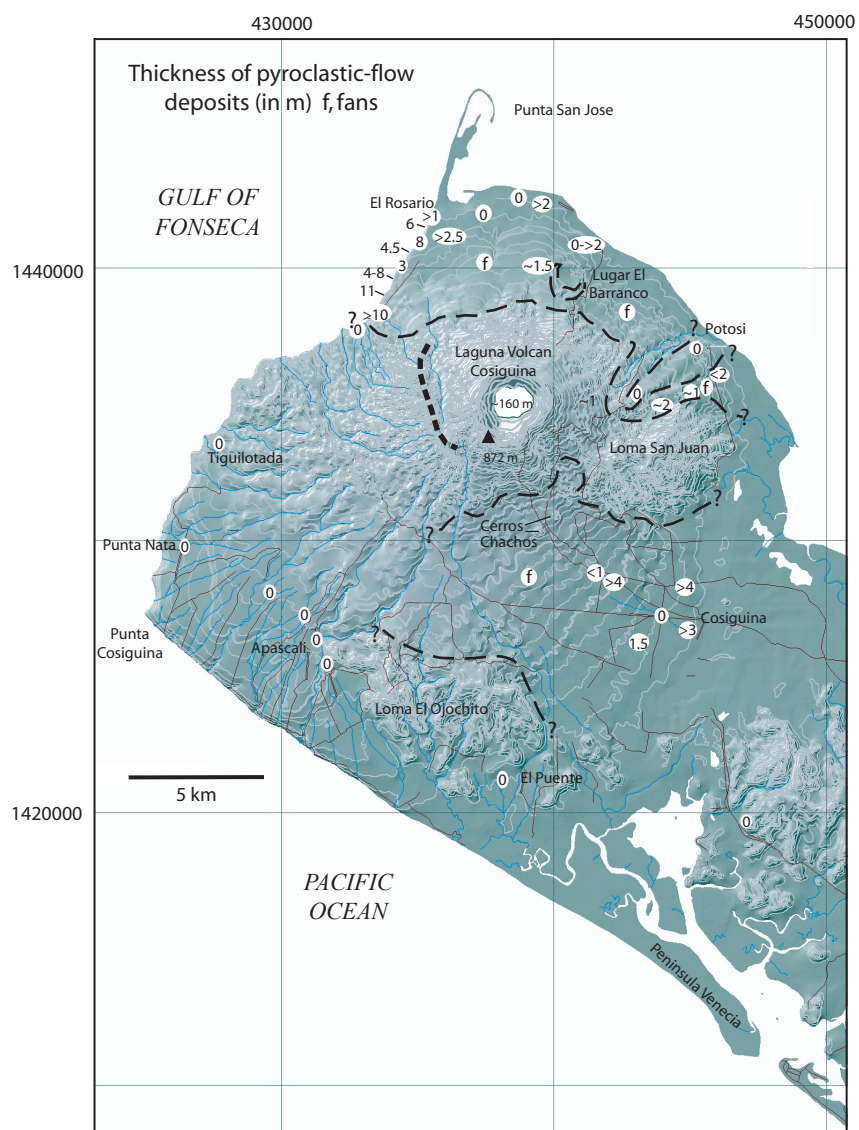 430000
450000
Thickness of pyroclastic-flow
deposits (in m) f, fans
Punta San Jose
GULF OF
FONSECA
El Rosario
0
>2
>1
0
6
>2.5
8
0->2
4.5
3
f
~1.5
1440000
4-8
Lugar El
Barranco
11
f
>10
?
0
?
Potosi
0
?
Laguna Volcan
Cosiguina
<2
f
~1
~160 m
~1
0
~2
?
872 m
Loma San Juan
0
Tiguilotada
?
?
Cerros
Chachos
Punta Nata
0
f
<1
>4
>4
0
0
0
Cosiguina
Punta
Cosiguina
?
0
>3
Apascali
1.5
0
Loma El Ojochito
?
0
El Puente
5 km
1420000
0
PACIFIC
OCEAN
Peninsula Venecia